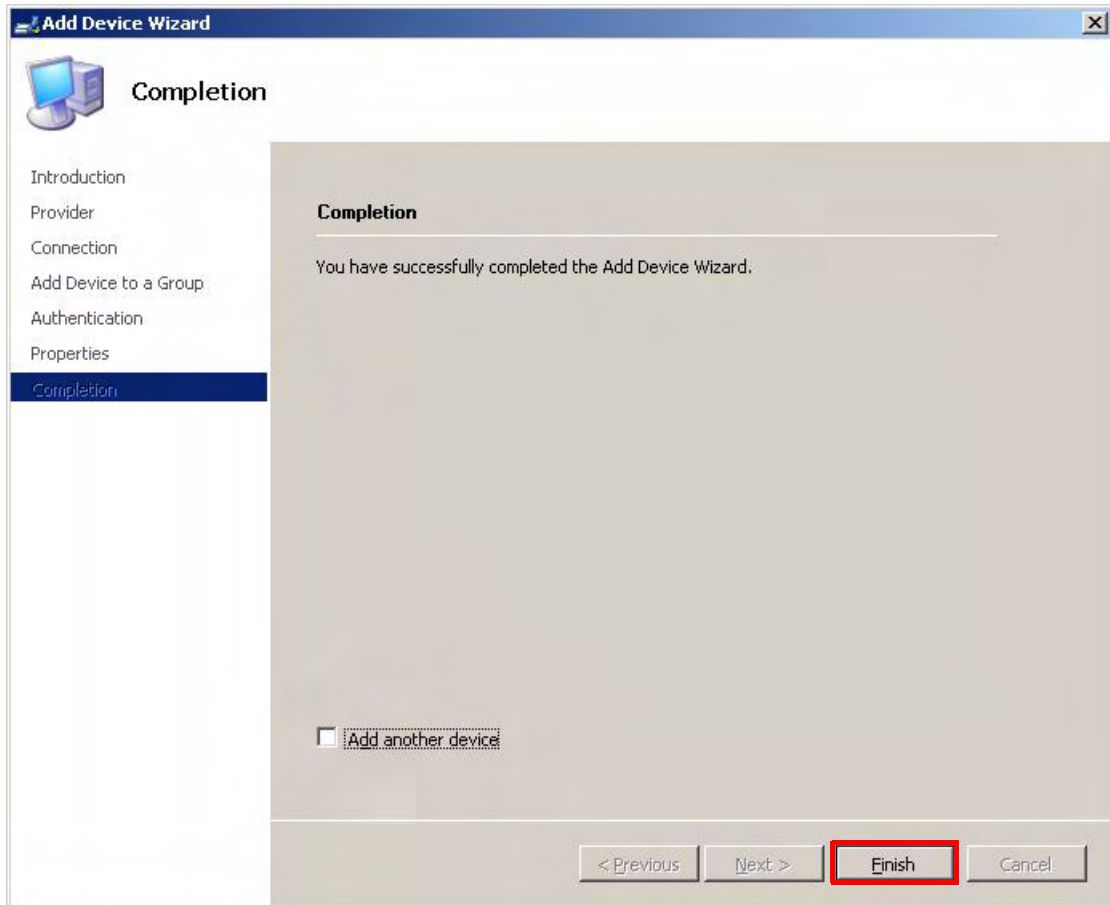 Add Device Wizard
Completion
Introduction
Provider
Connection
Add Device to a Group
Authentication
Properties
Completion
Completion
You have successfully completed the Add Device Wizard.
Add another device
< Previous
Next >
Finish
Cancel